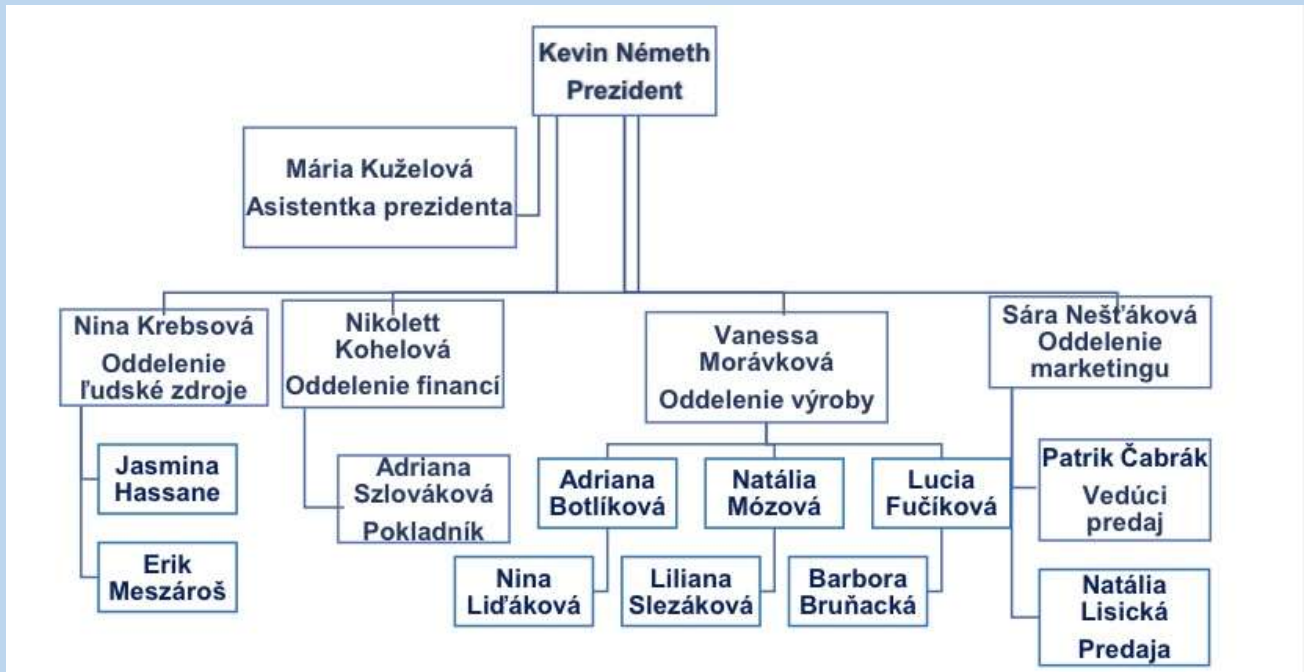 Kevin Németh
Prezident
Mária Kuželová
Asistentka prezidenta
Nina Krebsová
Oddelenie
ľudské zdroje
Nikolett
Kohelová
Oddelenie financí
Vanessa
Morávková
Oddelenie výroby
Sára Nešťáková
Oddelenie
marketingu
Jasmina
Hassane
Erik
Meszároš
Adriana
Szlováková
Pokladník
Adriana
Botlíková
Natália
Mózová
Lucia
Fučíková
Nina
Liďáková
Liliana
Slezáková
Barbora
Bruňacká
Patrik Čabrák
Vedúci
predaj
Natália
Lisická
Predaja